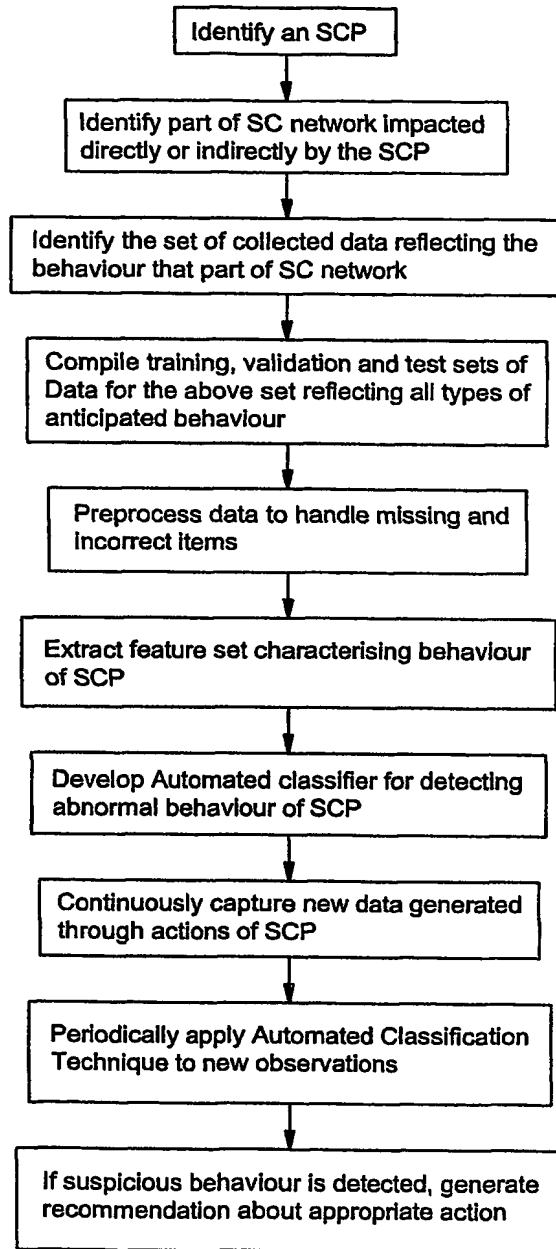 Identify an SCP
Identify part of SC network impacted
directly or indirectly by the SCP
Identify the set of collected data reflecting the
behaviour that part of SC network
Compile training, validation and test sets of
Data for the above set reflecting all types of
anticipated behaviour
Preprocess data to handle missing and
incorrect items
Extract feature set characterising behaviour
of SCP
Develop Automated classifier for detecting
abnormal behaviour of SCP
Continuously capture new data generated
through actions of SCP
Periodically apply Automated Classification
Technique to new observations
If suspicious behaviour is detected, generate
recommendation about appropriate action